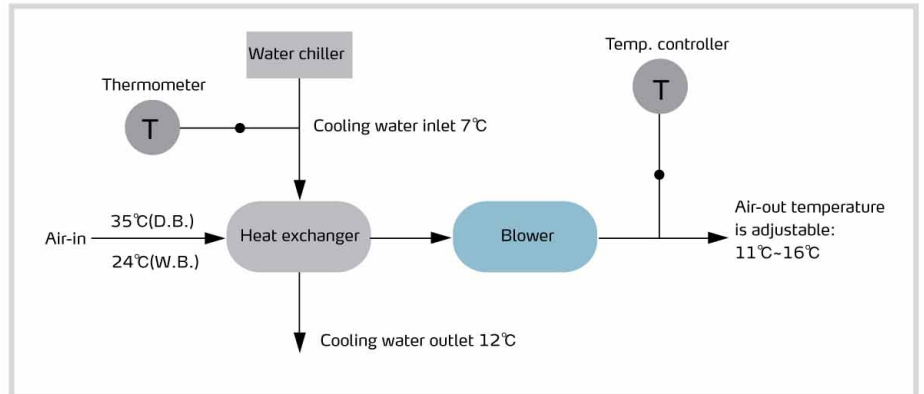 Temp. controller
Water chiller
Thermometer
T
T
Cooling water inlet 7℃
35℃(D.B.)
Air-in
24℃(W.B.)
Heat exchanger
Blower
Air-out temperature
is adjustable:
11℃~16℃
Cooling water outlet 12℃